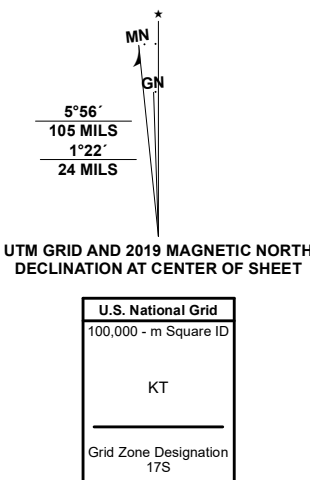 ★
MN
GN
5°56´
105 MILS
1°22´
24 MILS
UTM GRID AND 2019 MAGNETIC NORTH
DECLINATION AT CENTER OF SHEET
U.S. National Grid
100,000 - m Square ID
KT
Grid Zone Designation
17S